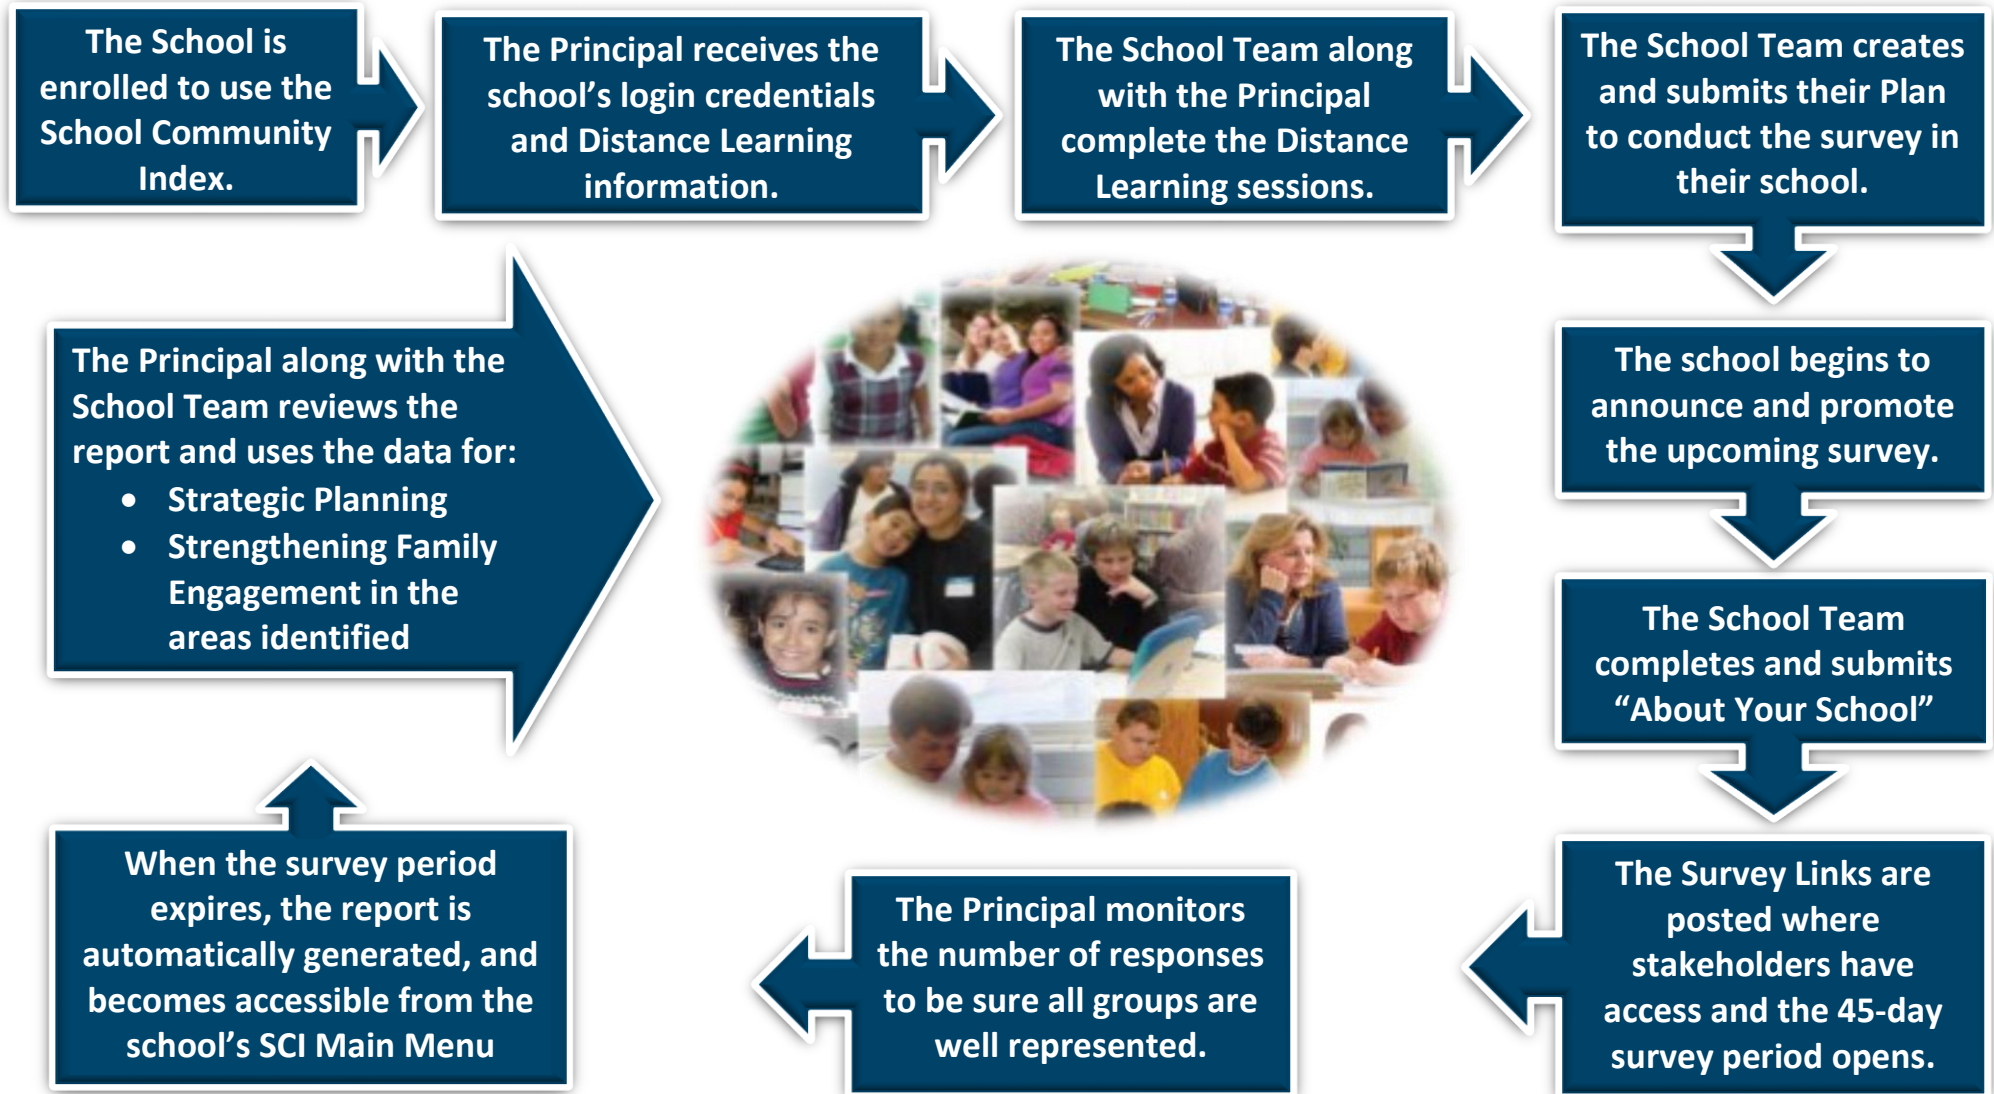 The School is
enrolled to use the
School Community
Index.
The Principal receives the
school’s login credentials
and Distance Learning
information.
The School Team along
with the Principal
complete the Distance
Learning sessions.
The School Team creates
and submits their Plan
to conduct the survey in
their school.
The school begins to
announce and promote
the upcoming survey.
The School Team
completes and submits
“About Your School”
The Survey Links are
posted where
stakeholders have
access and the 45-day
survey period opens.
The Principal monitors
the number of responses
to be sure all groups are
well represented.
When the survey period
expires, the report is
automatically generated, and
becomes accessible from the
school’s SCI Main Menu
The Principal along with the
School Team reviews the
report and uses the data for:
• Strategic Planning
• Strengthening Family
Engagement in the
areas identified